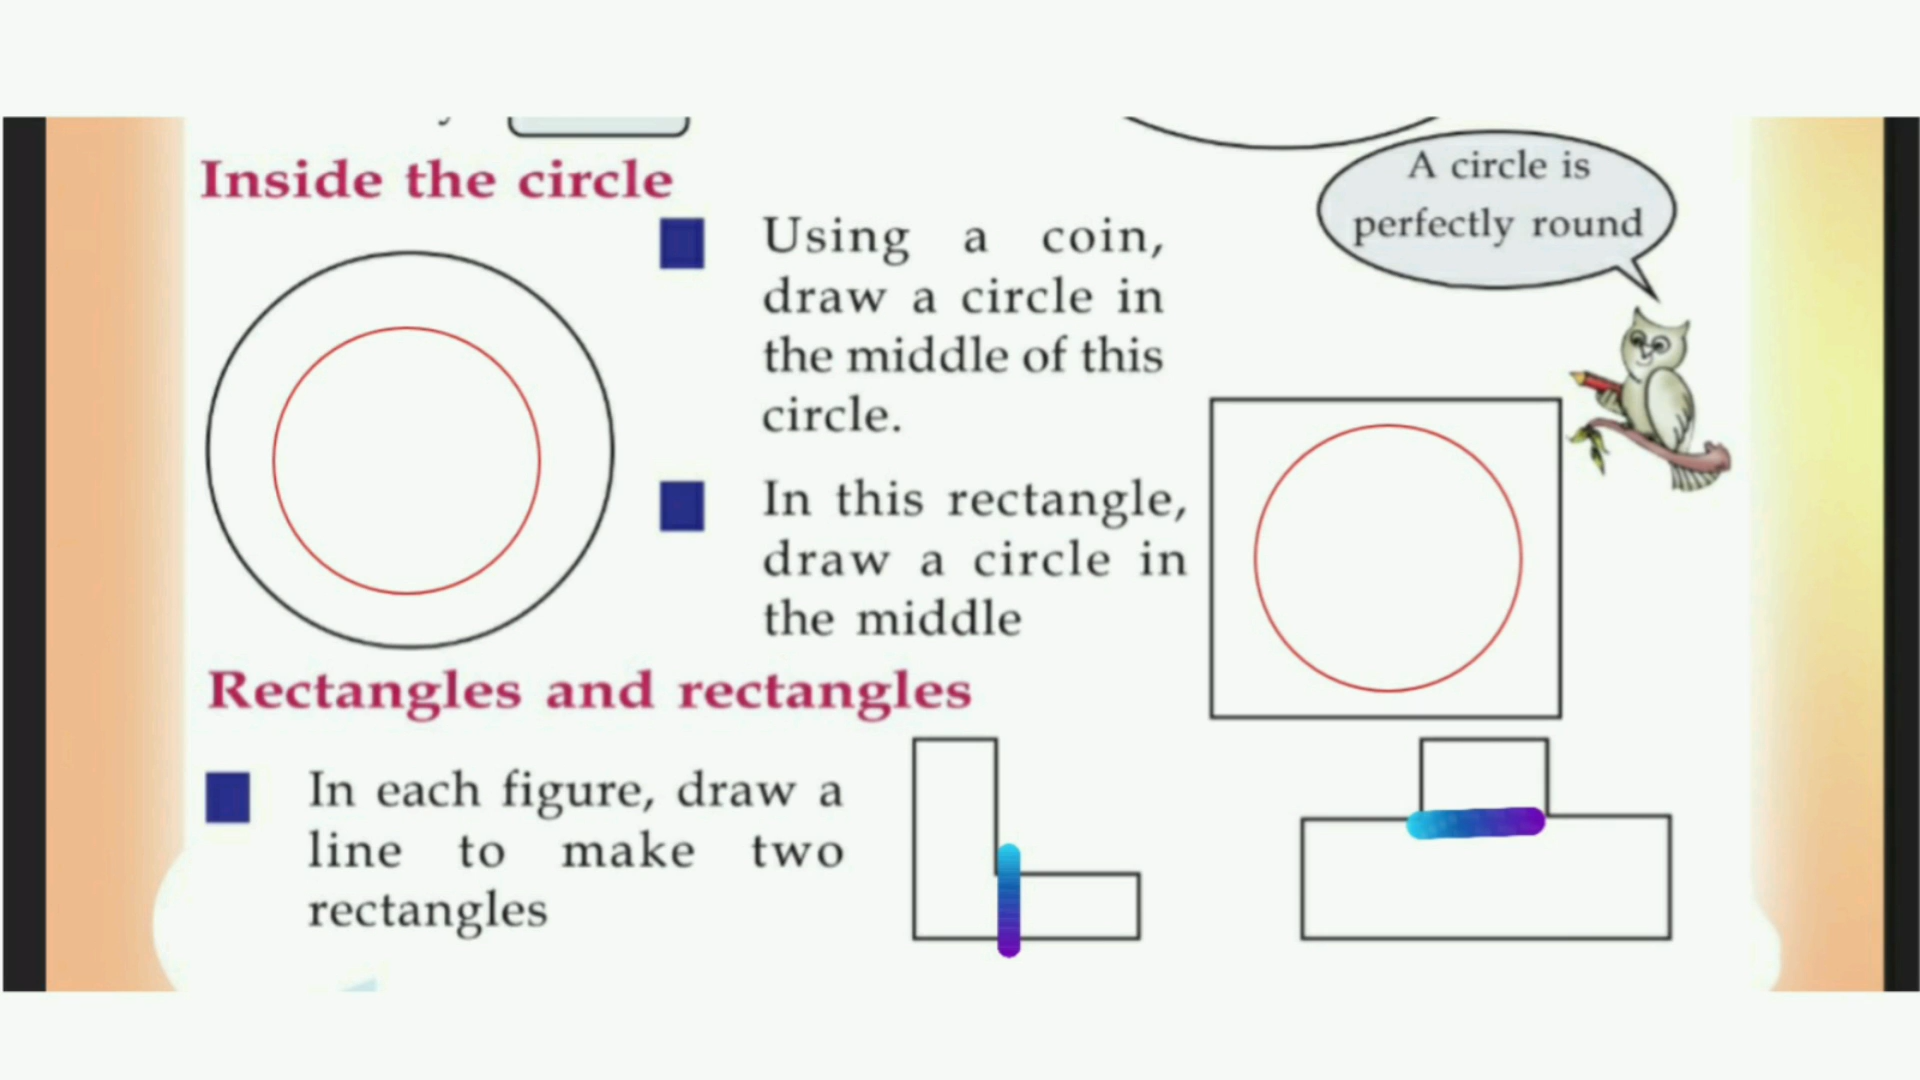 Inside the circle
Using a coin,
draw a circle in
the middle of this
circle.
A circle is
perfectly round
In this rectangle,
draw a circle in
the middle
Rectangles and rectangles
In each figure, draw a
line to make two
rectangles